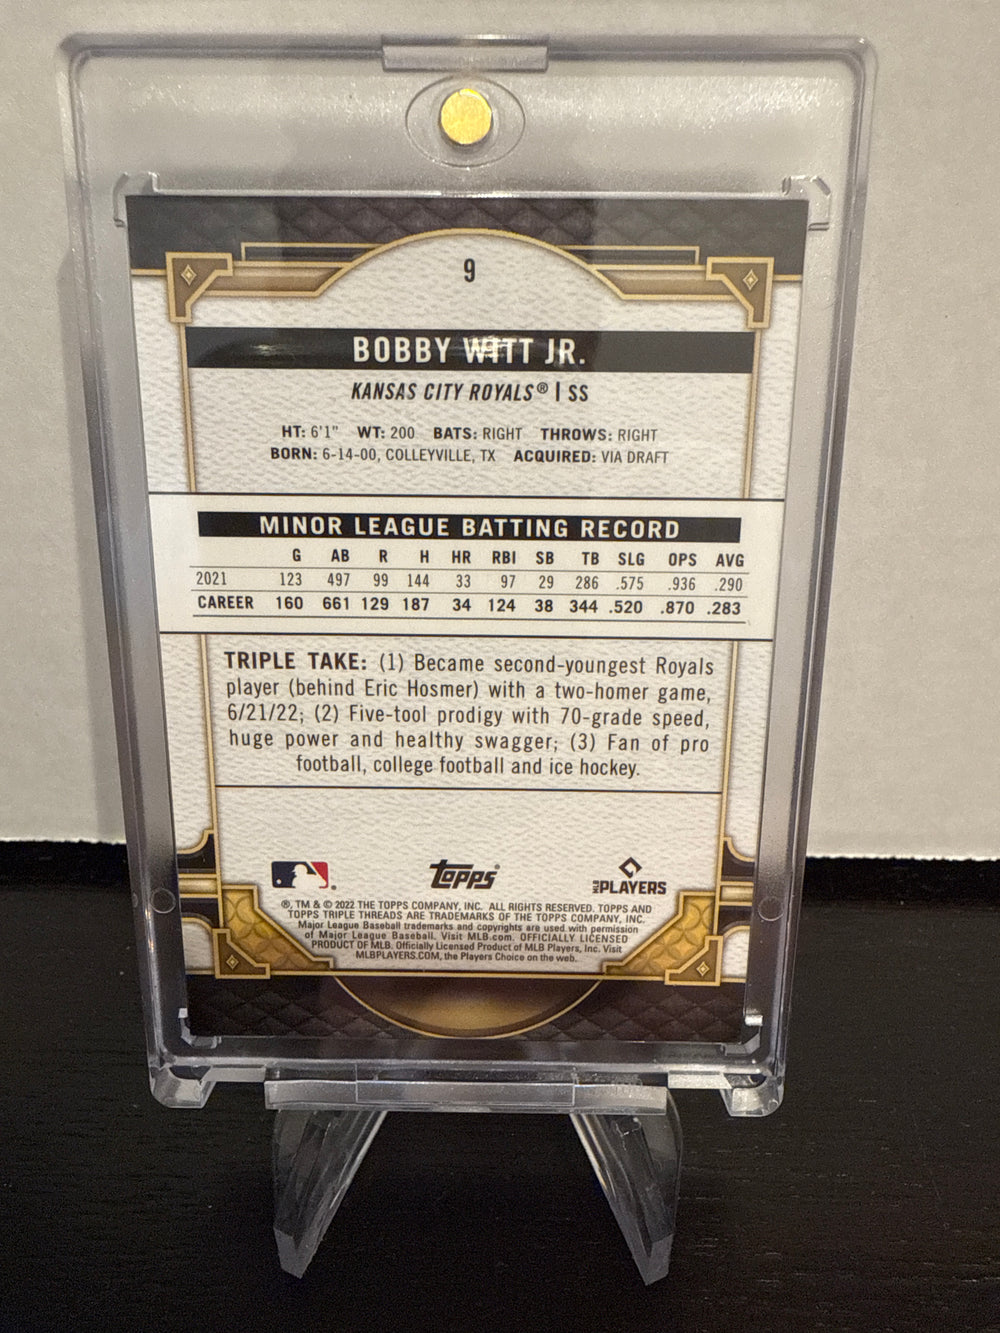 9
BOBBY WITT JR.
KANSAS CITY ROYALS® | SS
HT: 6'1" WT: 200 BATS: RIGHT THROWS: RIGHT
BORN: 6-14-00, COLLEYVILLE, TX ACQUIRED: VIA DRAFT
MINOR LEAGUE BATTING RECORD
G AB R H HR RBI SB TB SLG OPS AVG
2021 123 497 99 144 33 97 29 286 .575 .936 .290
CAREER 160 661 129 187 34 124 38 344 .520 .870 .283
TRIPLE TAKE: (1) Became second-youngest Royals
player (behind Eric Hosmer) with a two-homer game,
6/21/22; (2) Five-tool prodigy with 70-grade speed,
huge power and healthy swagger; (3) Fan of pro
football, college football and ice hockey.
Topps® MLB PLAYERS
®, TM & © 2022 THE TOPPS COMPANY, INC. ALL RIGHTS RESERVED. TOPPS AND
TOPPS TRIPLE THREADS ARE TRADEMARKS OF THE TOPPS COMPANY, INC.
Major League Baseball trademarks and copyrights are used with permission
of Major League Baseball. Visit MLB.com. OFFICIALLY LICENSED
PRODUCT OF MLB. Officially Licensed Product of MLB Players, Inc. Visit
MLBPLAYERS.COM, the Players Choice on the web.